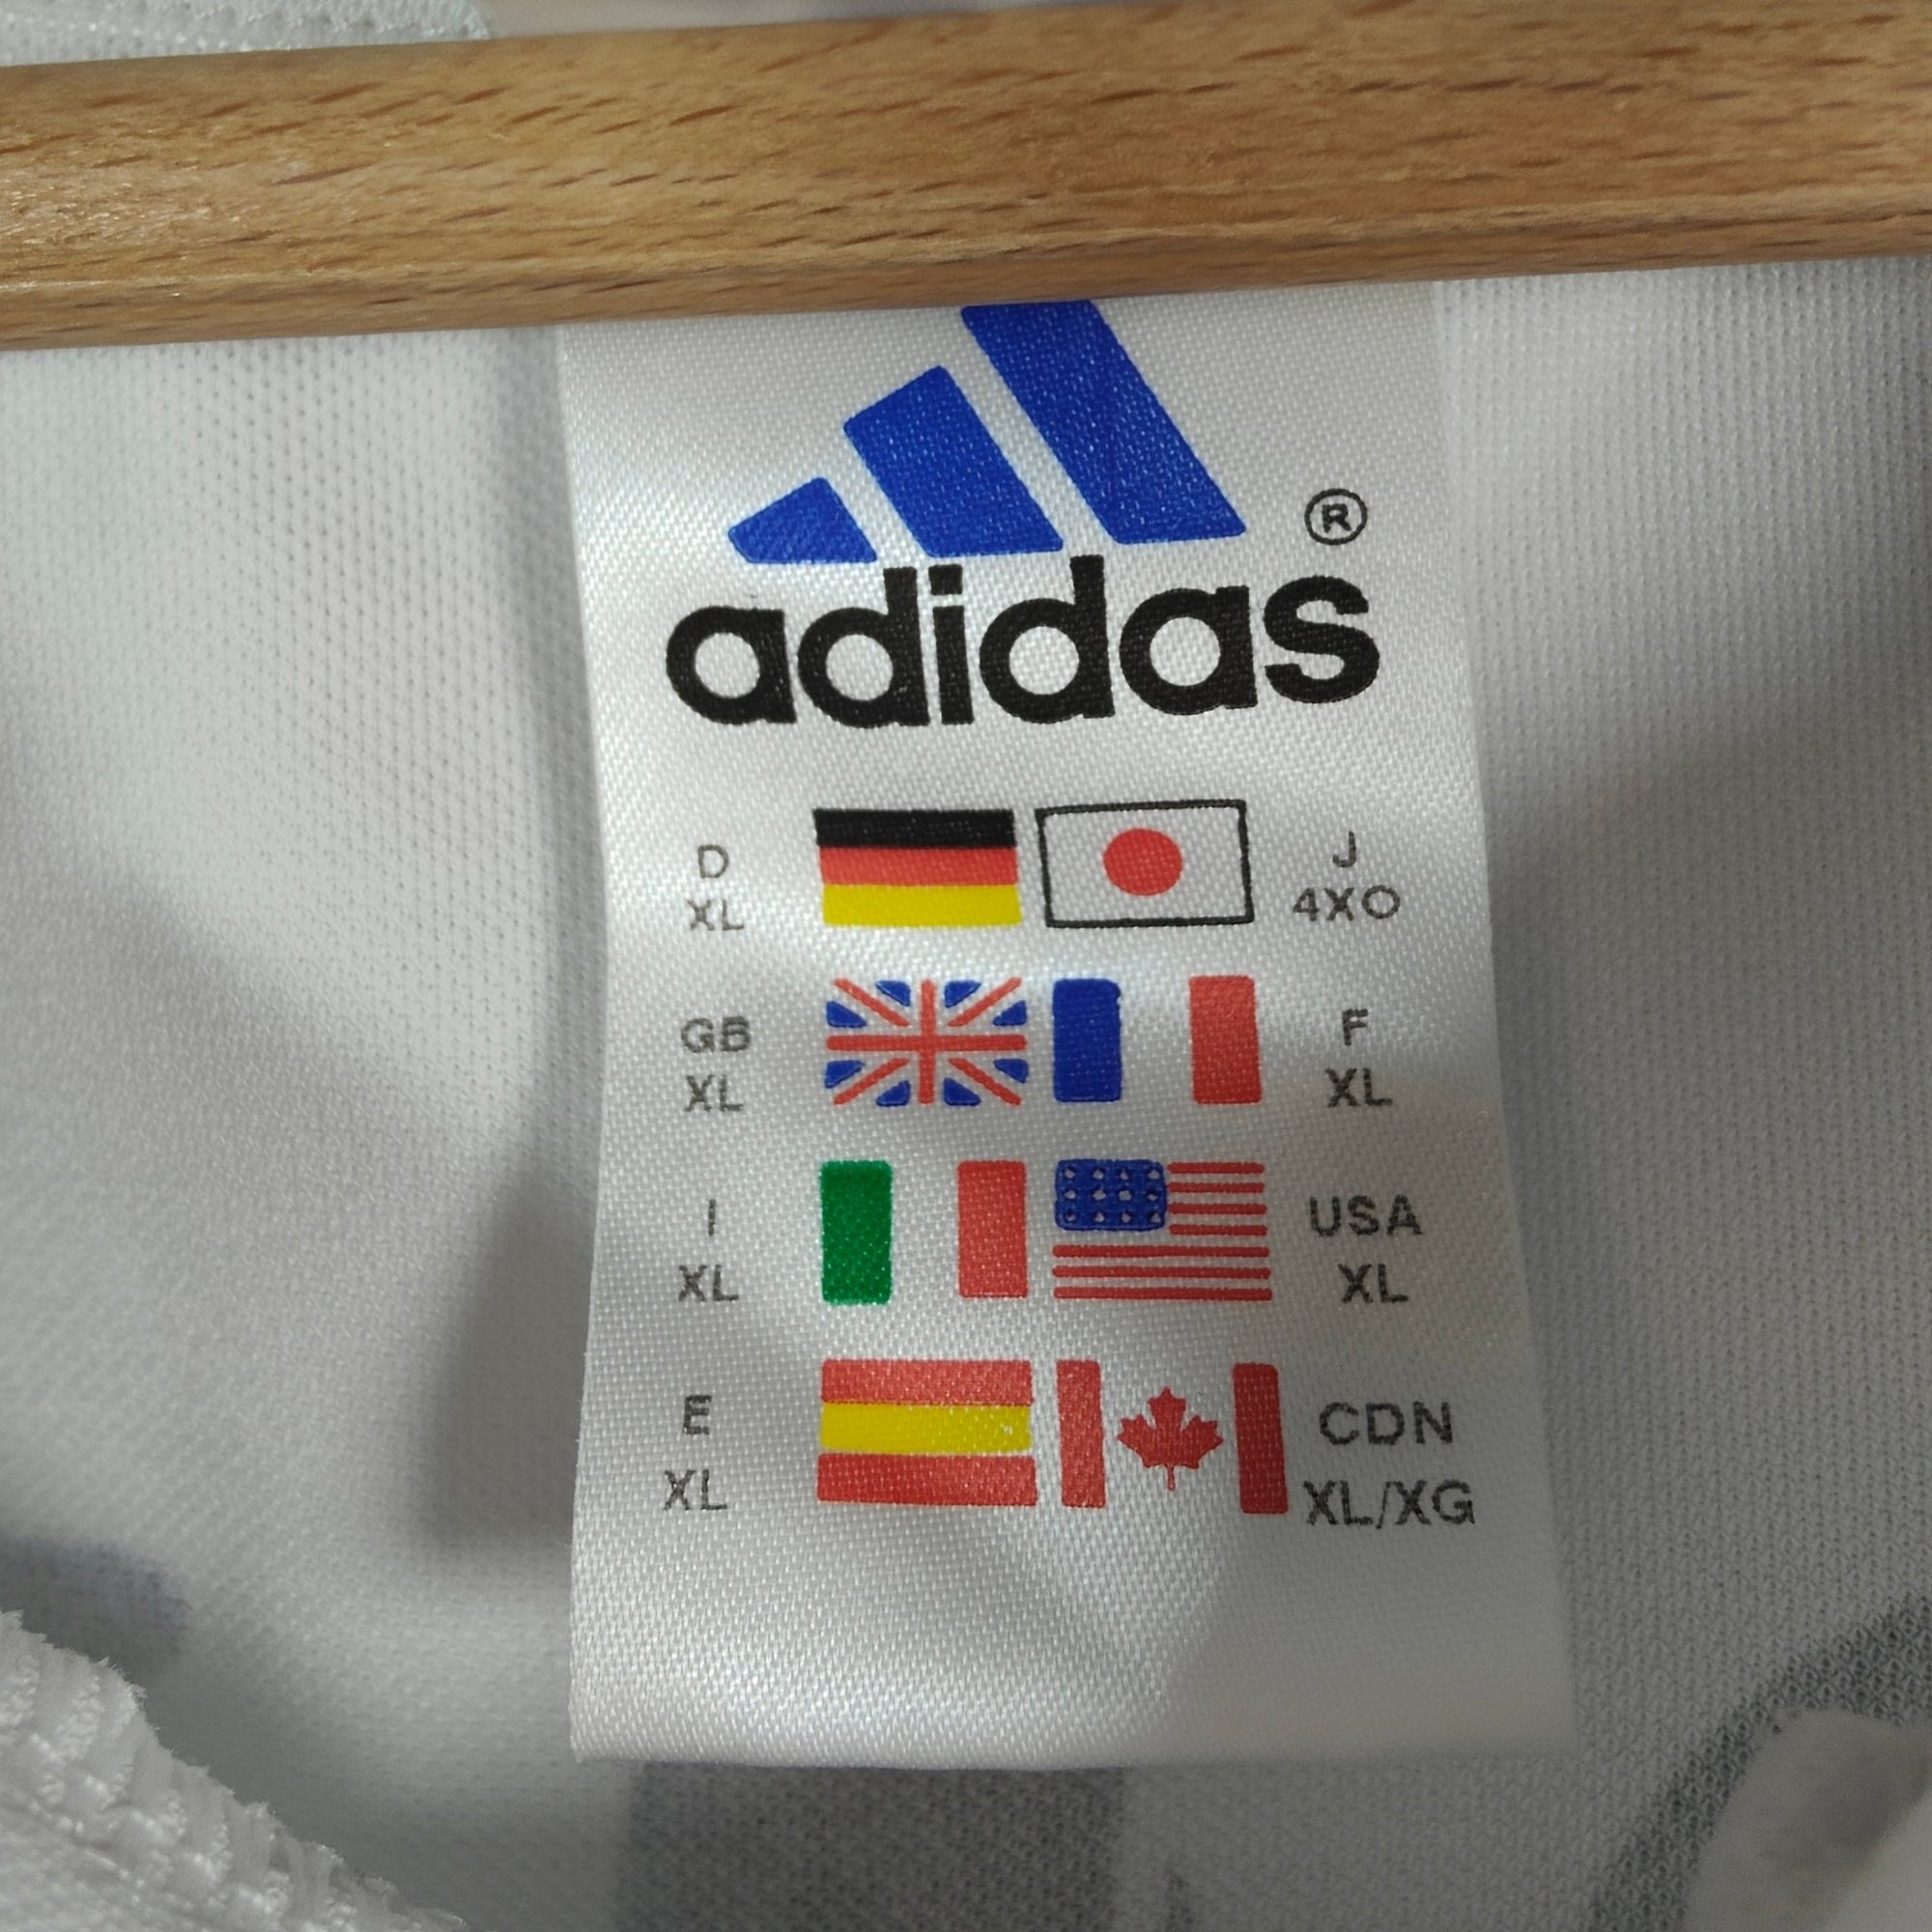 ®
adidas
D J
XL 4XO
GB F
XL XL
I USA
XL XL
E CDN
XL XL/XG